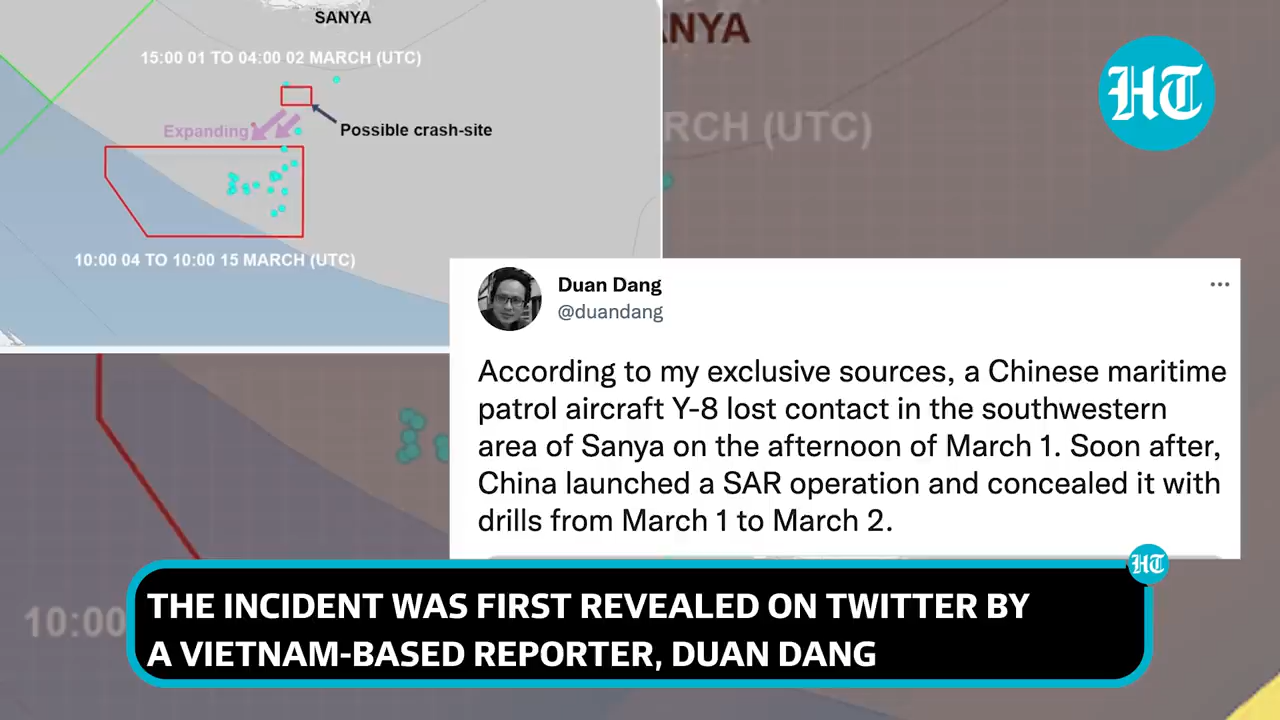 SANYA
15:00 01 TO 04:00 02 MARCH (UTC)
Possible crash-site
Expanding
10:00 04 TO 10:00 15 MARCH (UTC)
NYA
RCH (UTC)
HT
Duan Dang
@duandang
According to my exclusive sources, a Chinese maritime
patrol aircraft Y-8 lost contact in the southwestern
area of Sanya on the afternoon of March 1. Soon after,
China launched a SAR operation and concealed it with
drills from March 1 to March 2.
10:00
HT
THE INCIDENT WAS FIRST REVEALED ON TWITTER BY
A VIETNAM-BASED REPORTER, DUAN DANG